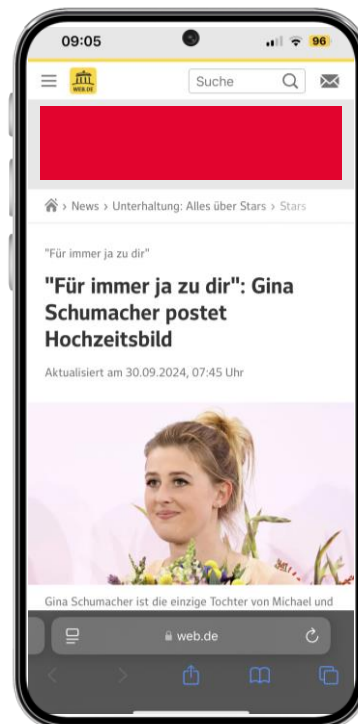 09:05
96
WEB.DE
Suche
News > Unterhaltung: Alles über Stars > Stars
"Für immer ja zu dir"
"Für immer ja zu dir": Gina
Schumacher postet
Hochzeitsbild
Aktualisiert am 30.09.2024, 07:45 Uhr
Gina Schumacher ist die einzige Tochter von Michael und
web.de